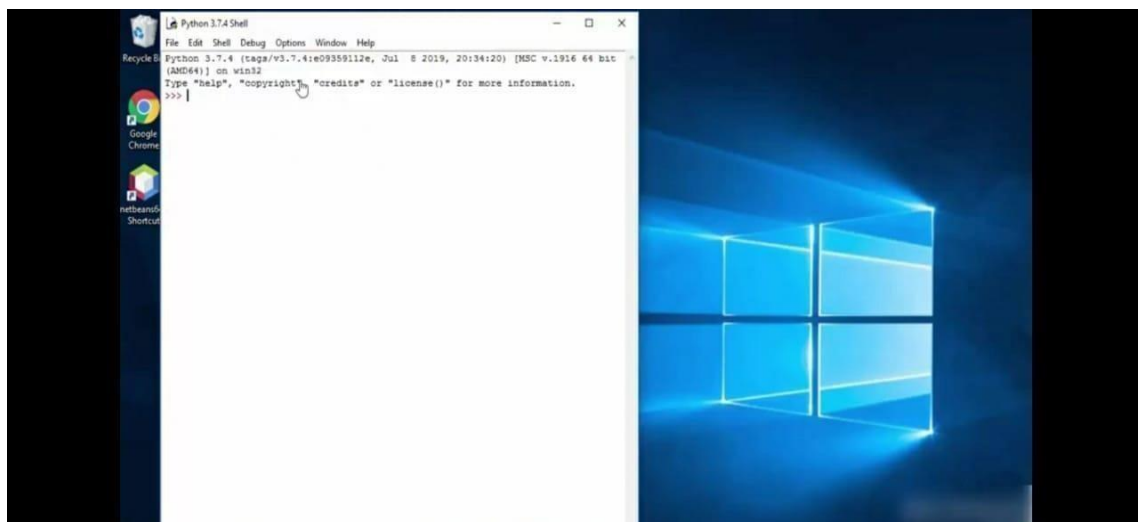 Python 3.7.4 Shell
File Edit Shell Debug Options Window Help
Python 3.7.4 (tags/v3.7.4:e09359112e, Jul 8 2019, 20:34:20) [MSC v.1916 64 bit
(AMD64)] on win32
Type "help", "copyright", "credits" or "license()" for more information.
>>>
Recycle B
Google
Chrome
netbeans6
Shortcut